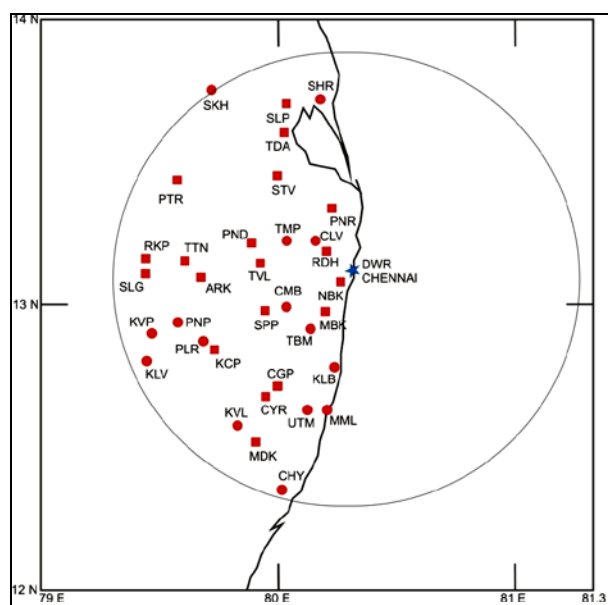 14 N
SHR
SKH
SLP
TDA
STV
PTR
PNR
TMP
CLV
PND
RKP
TTN
RDH
DWR
CHENNAI
TVL
SLG
ARK
NBK
CMB
SPP
MBK
13 N
KVP
PNP
TBM
PLR
KCP
KLV
CGP
KLB
CYR
KVL
UTM
MML
MDK
CHY
12 N
79 E
80 E
81 E
81.3